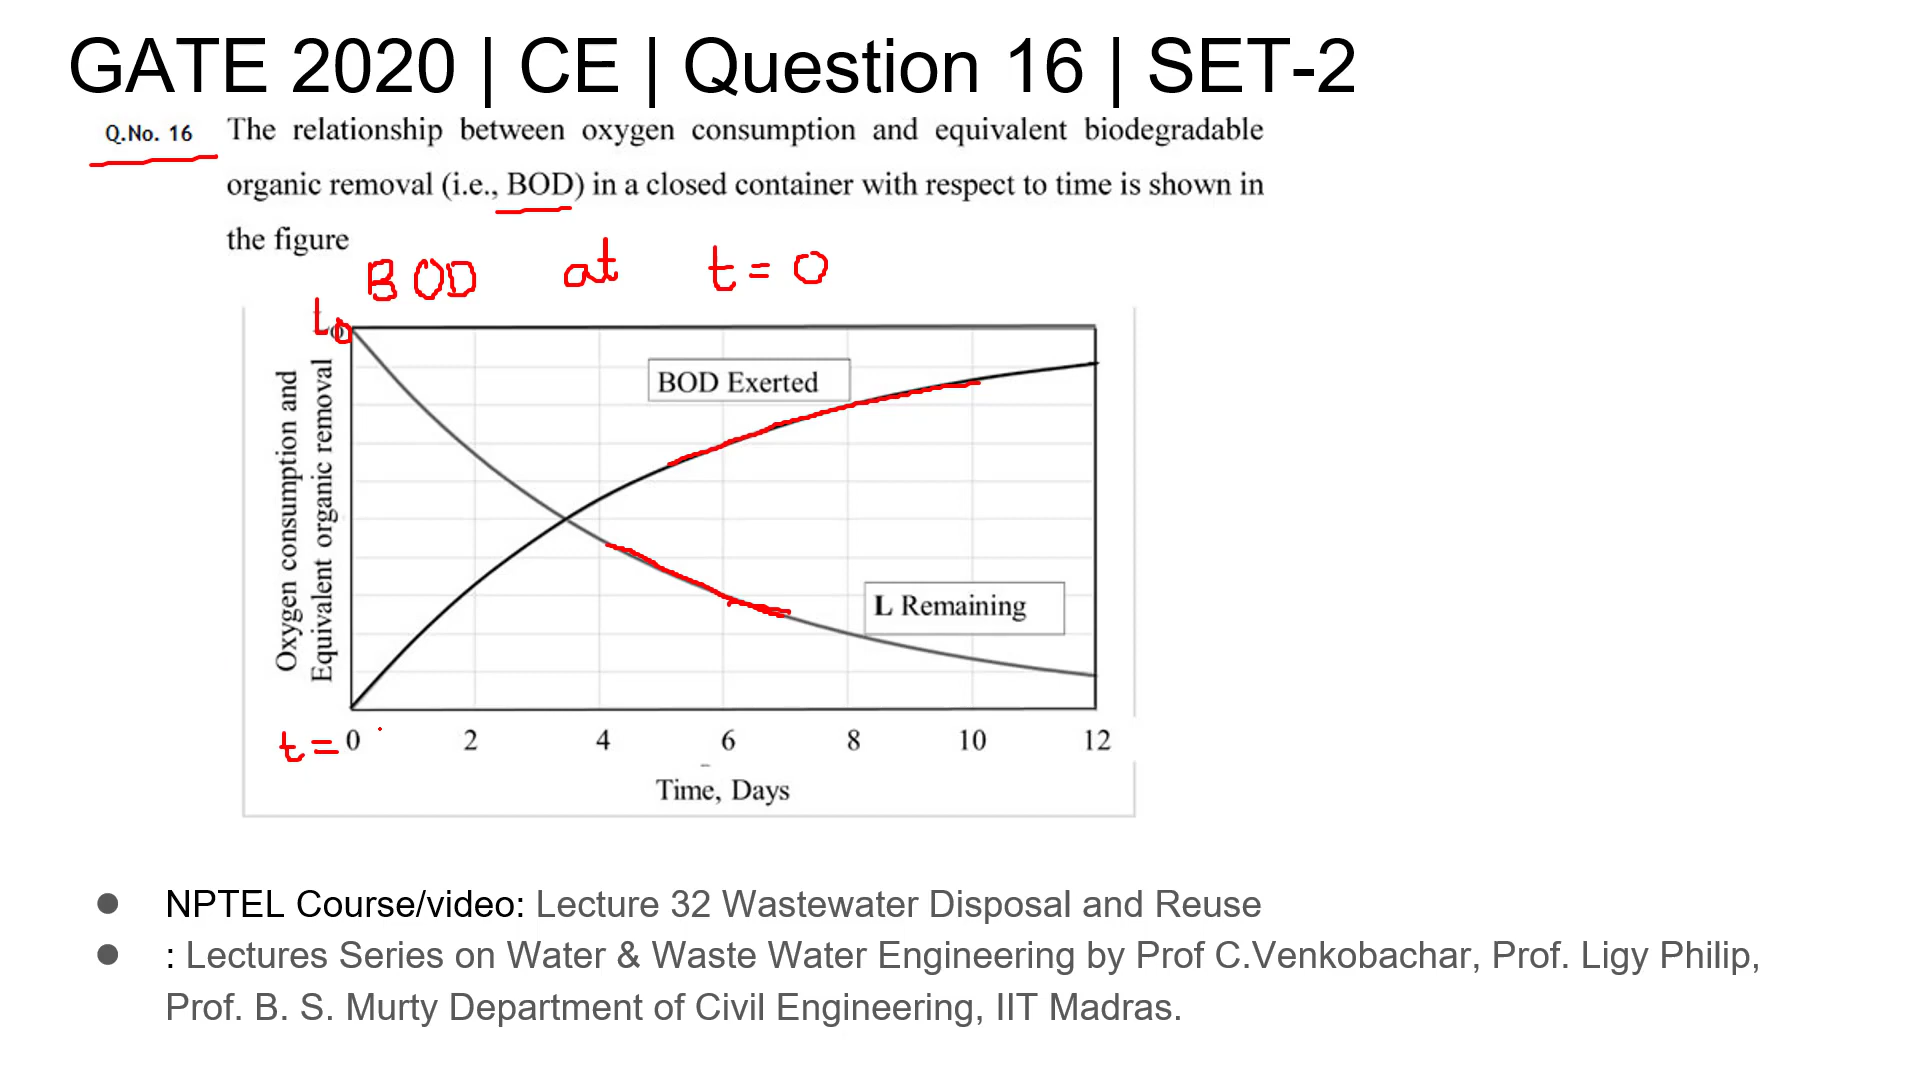 GATE 2020 | CE | Question 16 | SET-2
Q.No. 16 The relationship between oxygen consumption and equivalent biodegradable
organic removal (i.e., BOD) in a closed container with respect to time is shown in
the figure
BOD at t = 0
L0
BOD Exerted
Oxygen consumption and
Equivalent organic removal
L Remaining
t = 0 2 4 6 8 10 12
Time, Days
● NPTEL Course/video: Lecture 32 Wastewater Disposal and Reuse
● : Lectures Series on Water & Waste Water Engineering by Prof C.Venkobachar, Prof. Ligy Philip,
Prof. B. S. Murty Department of Civil Engineering, IIT Madras.